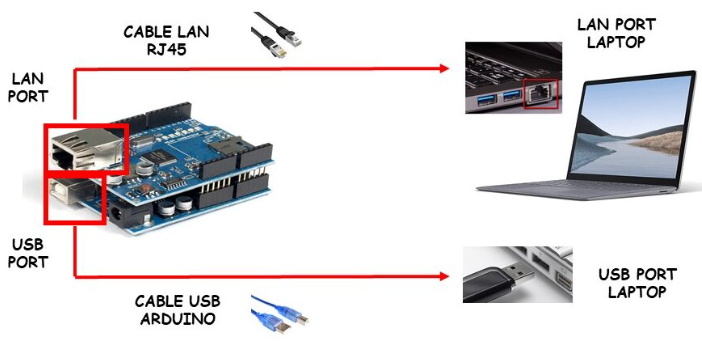 CABLE LAN
RJ45
LAN PORT
LAPTOP
LAN
PORT
USB
PORT
CABLE USB
ARDUINO
USB PORT
LAPTOP